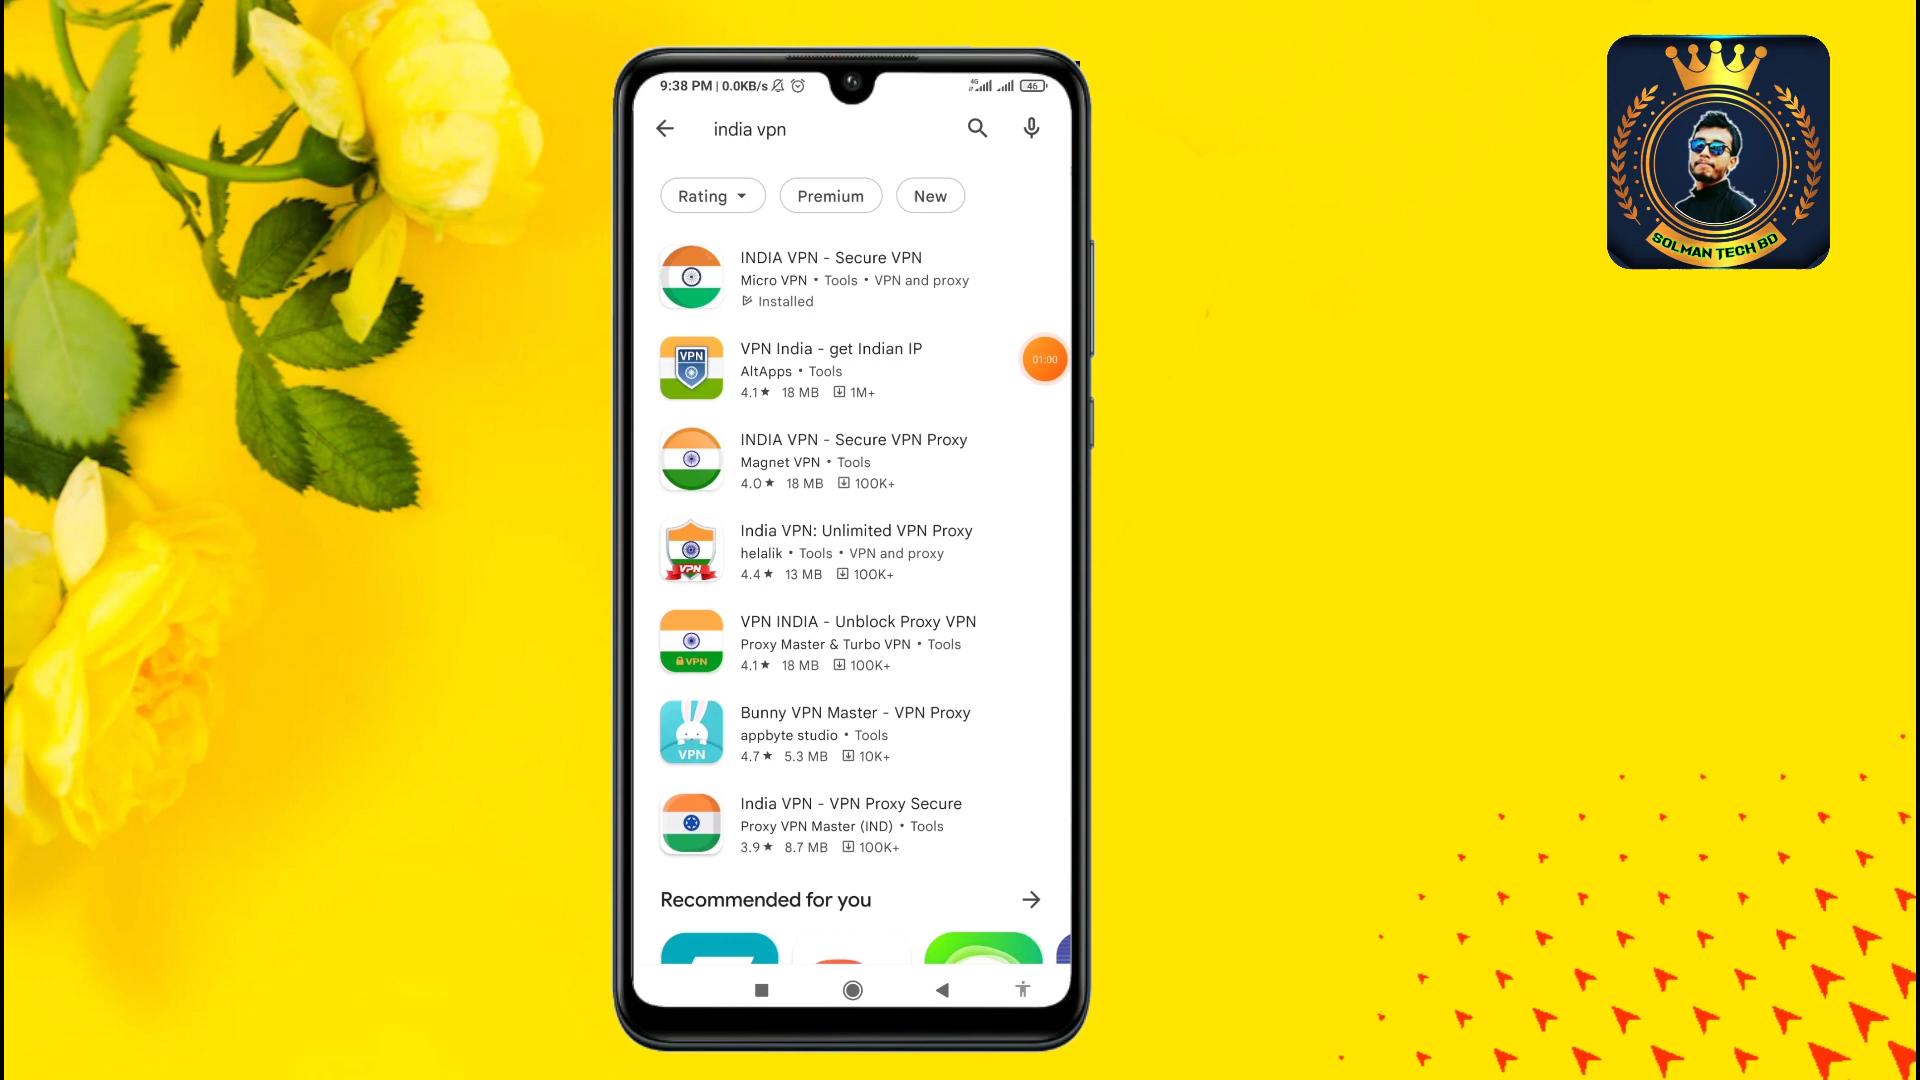 9:38 PM | 0.0KB/s
4G
46
india vpn
Rating
Premium
New
INDIA VPN - Secure VPN
Micro VPN • Tools • VPN and proxy
Installed
VPN
VPN India - get Indian IP
AltApps • Tools
4.1★ 18 MB 1M+
01:00
INDIA VPN - Secure VPN Proxy
Magnet VPN • Tools
4.0★ 18 MB 100K+
VPN
India VPN: Unlimited VPN Proxy
helalik • Tools • VPN and proxy
4.4★ 13 MB 100K+
VPN
VPN INDIA - Unblock Proxy VPN
Proxy Master & Turbo VPN • Tools
4.1★ 18 MB 100K+
VPN
Bunny VPN Master - VPN Proxy
appbyte studio • Tools
4.7★ 5.3 MB 10K+
India VPN - VPN Proxy Secure
Proxy VPN Master (IND) • Tools
3.9★ 8.7 MB 100K+
Recommended for you
SOLMAN TECH BD